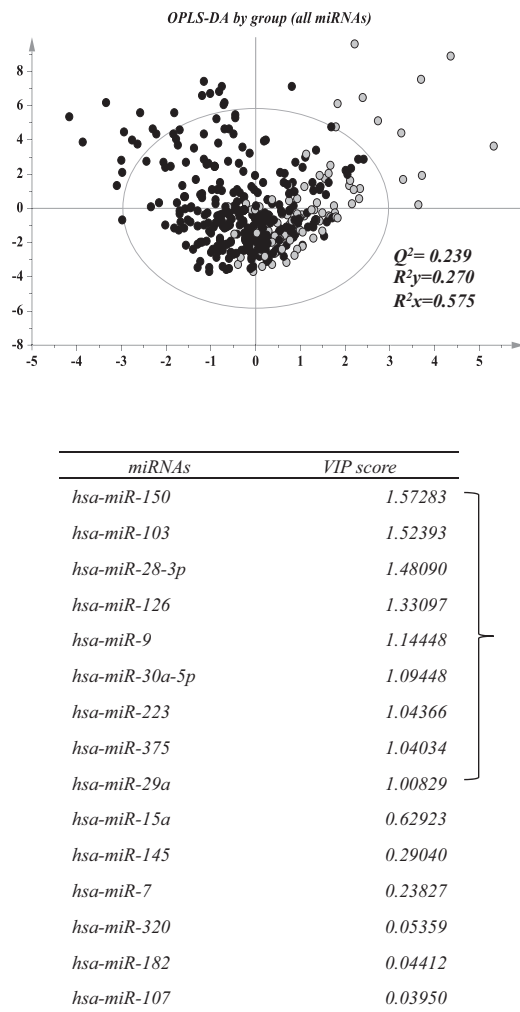 OPLS-DA by group (all miRNAs)
8
6
4
2
0
-2
-4
-6
-8
Q²= 0.239
R²y=0.270
R²x=0.575
-5 -4 -3 -2 -1 0 1 2 3 4 5
miRNAs VIP score
hsa-miR-150 1.57283
hsa-miR-103 1.52393
hsa-miR-28-3p 1.48090
hsa-miR-126 1.33097
hsa-miR-9 1.14448
hsa-miR-30a-5p 1.09448
hsa-miR-223 1.04366
hsa-miR-375 1.04034
hsa-miR-29a 1.00829
hsa-miR-15a 0.62923
hsa-miR-145 0.29040
hsa-miR-7 0.23827
hsa-miR-320 0.05359
hsa-miR-182 0.04412
hsa-miR-107 0.03950